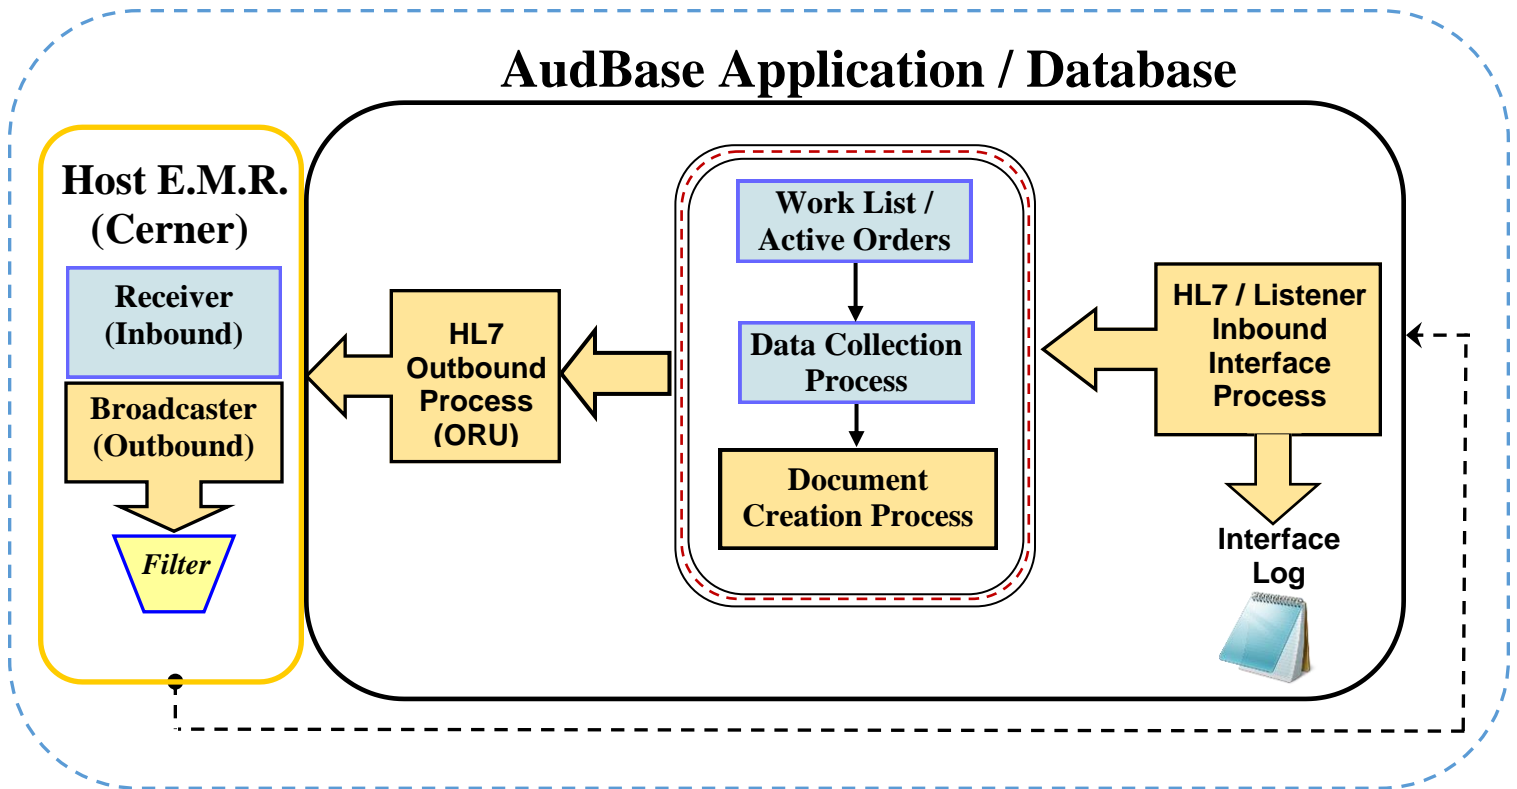 AudBase Application / Database
Host E.M.R.
(Cerner)
Receiver
(Inbound)
Broadcaster
(Outbound)
Filter
HL7
Outbound
Process
(ORU)
Work List /
Active Orders
Data Collection
Process
Document
Creation Process
HL7 / Listener
Inbound
Interface
Process
Interface
Log